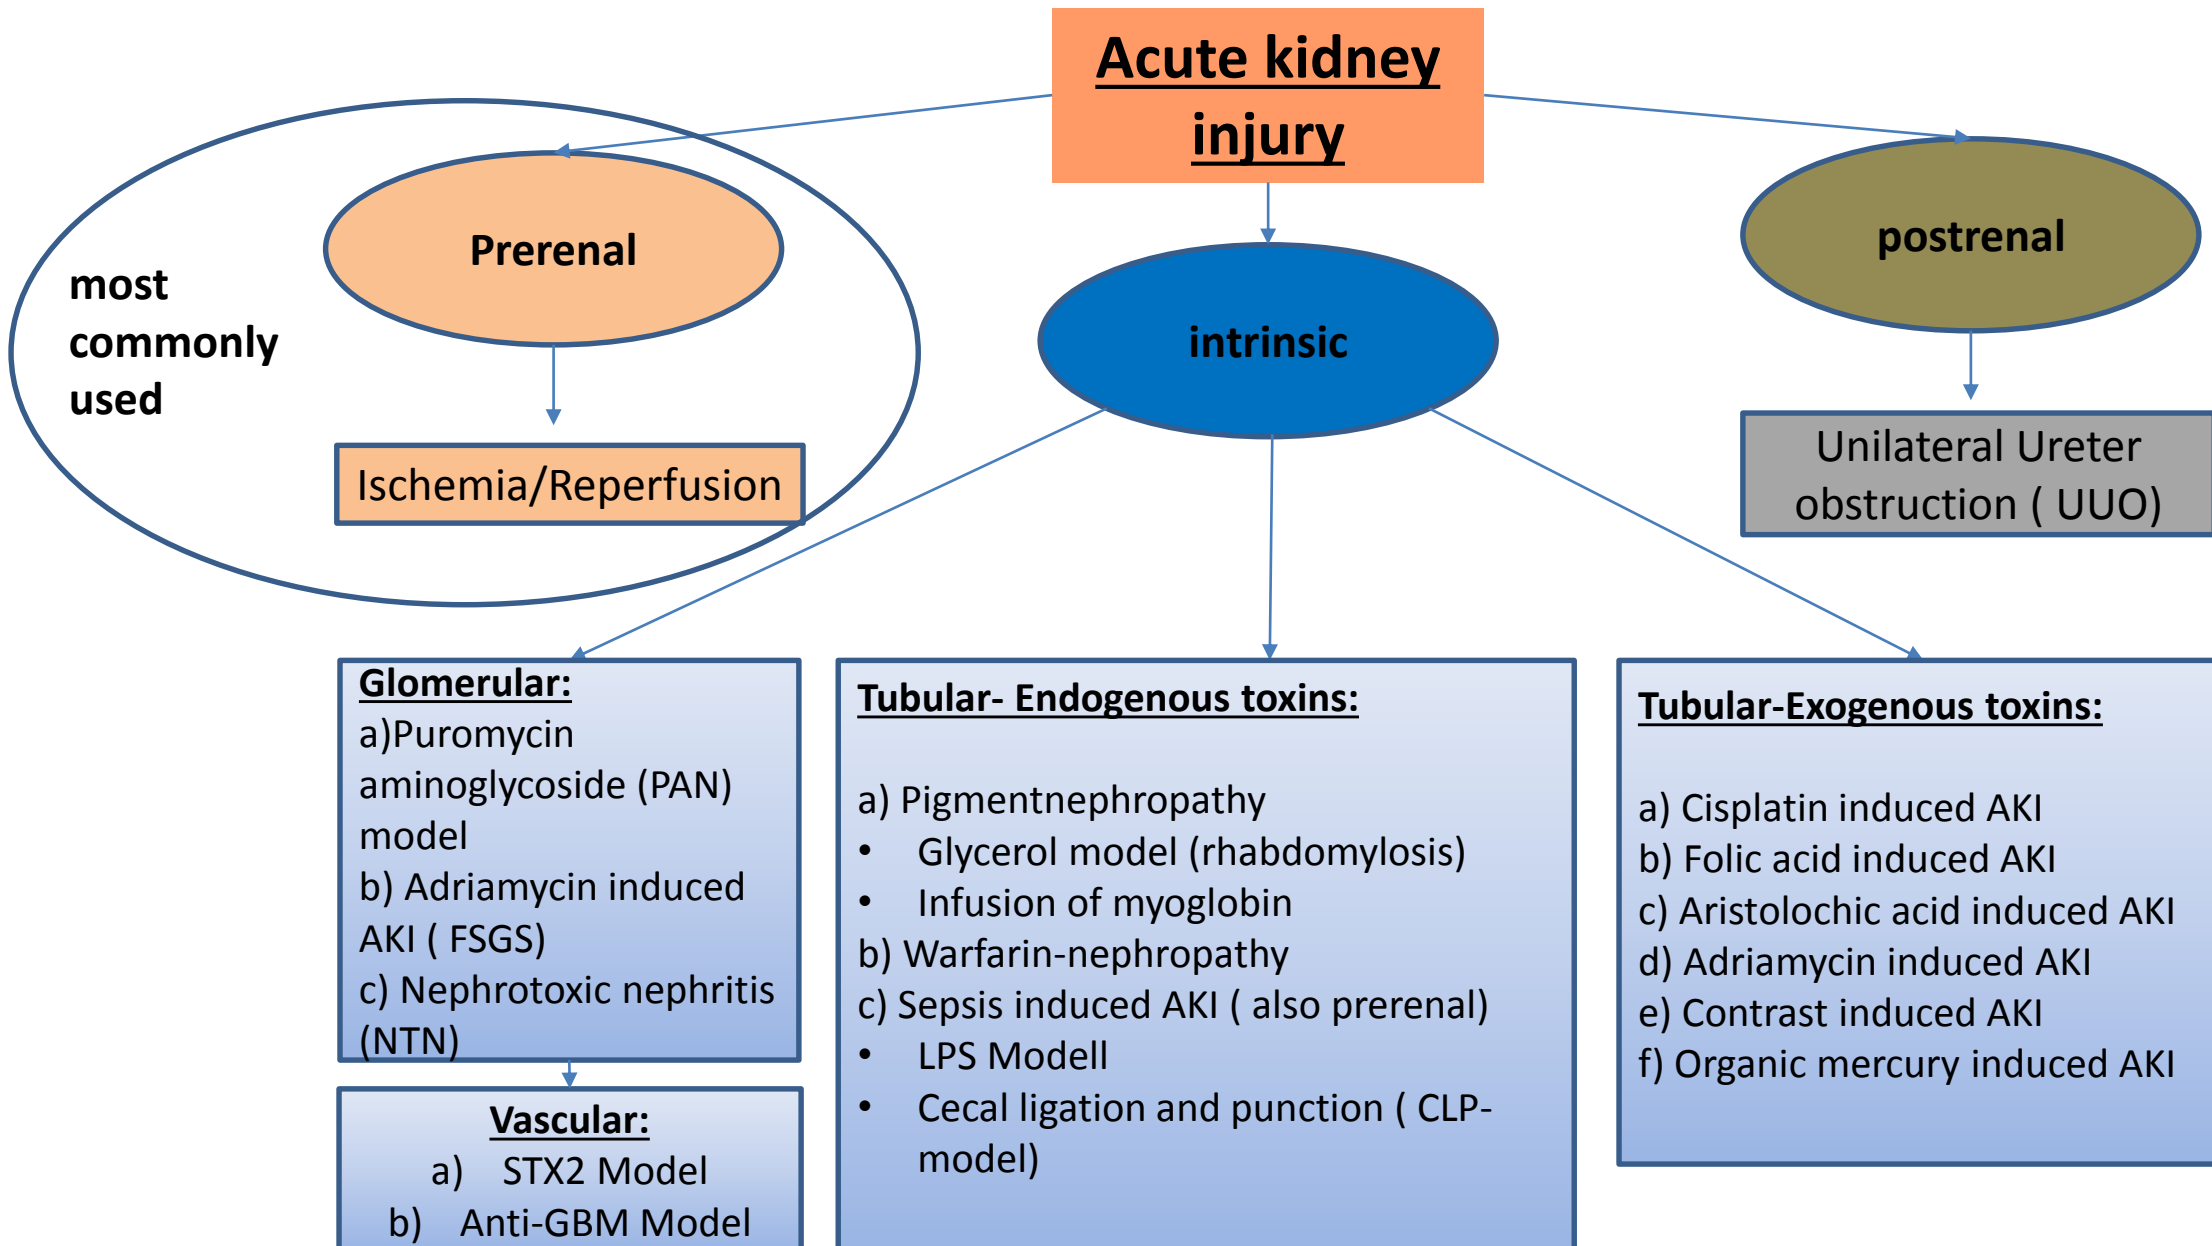 Acute kidney
injury
Prerenal
most
commonly
used
Ischemia/Reperfusion
intrinsic
postrenal
Unilateral Ureter
obstruction ( UUO)
Glomerular:
a)Puromycin
aminoglycoside (PAN)
model
b) Adriamycin induced
AKI ( FSGS)
c) Nephrotoxic nephritis
(NTN)
Vascular:
a) STX2 Model
b) Anti-GBM Model
Tubular- Endogenous toxins:
a) Pigmentnephropathy
• Glycerol model (rhabdomylosis)
• Infusion of myoglobin
b) Warfarin-nephropathy
c) Sepsis induced AKI ( also prerenal)
• LPS Modell
• Cecal ligation and punction ( CLP-
model)
Tubular-Exogenous toxins:
a) Cisplatin induced AKI
b) Folic acid induced AKI
c) Aristolochic acid induced AKI
d) Adriamycin induced AKI
e) Contrast induced AKI
f) Organic mercury induced AKI